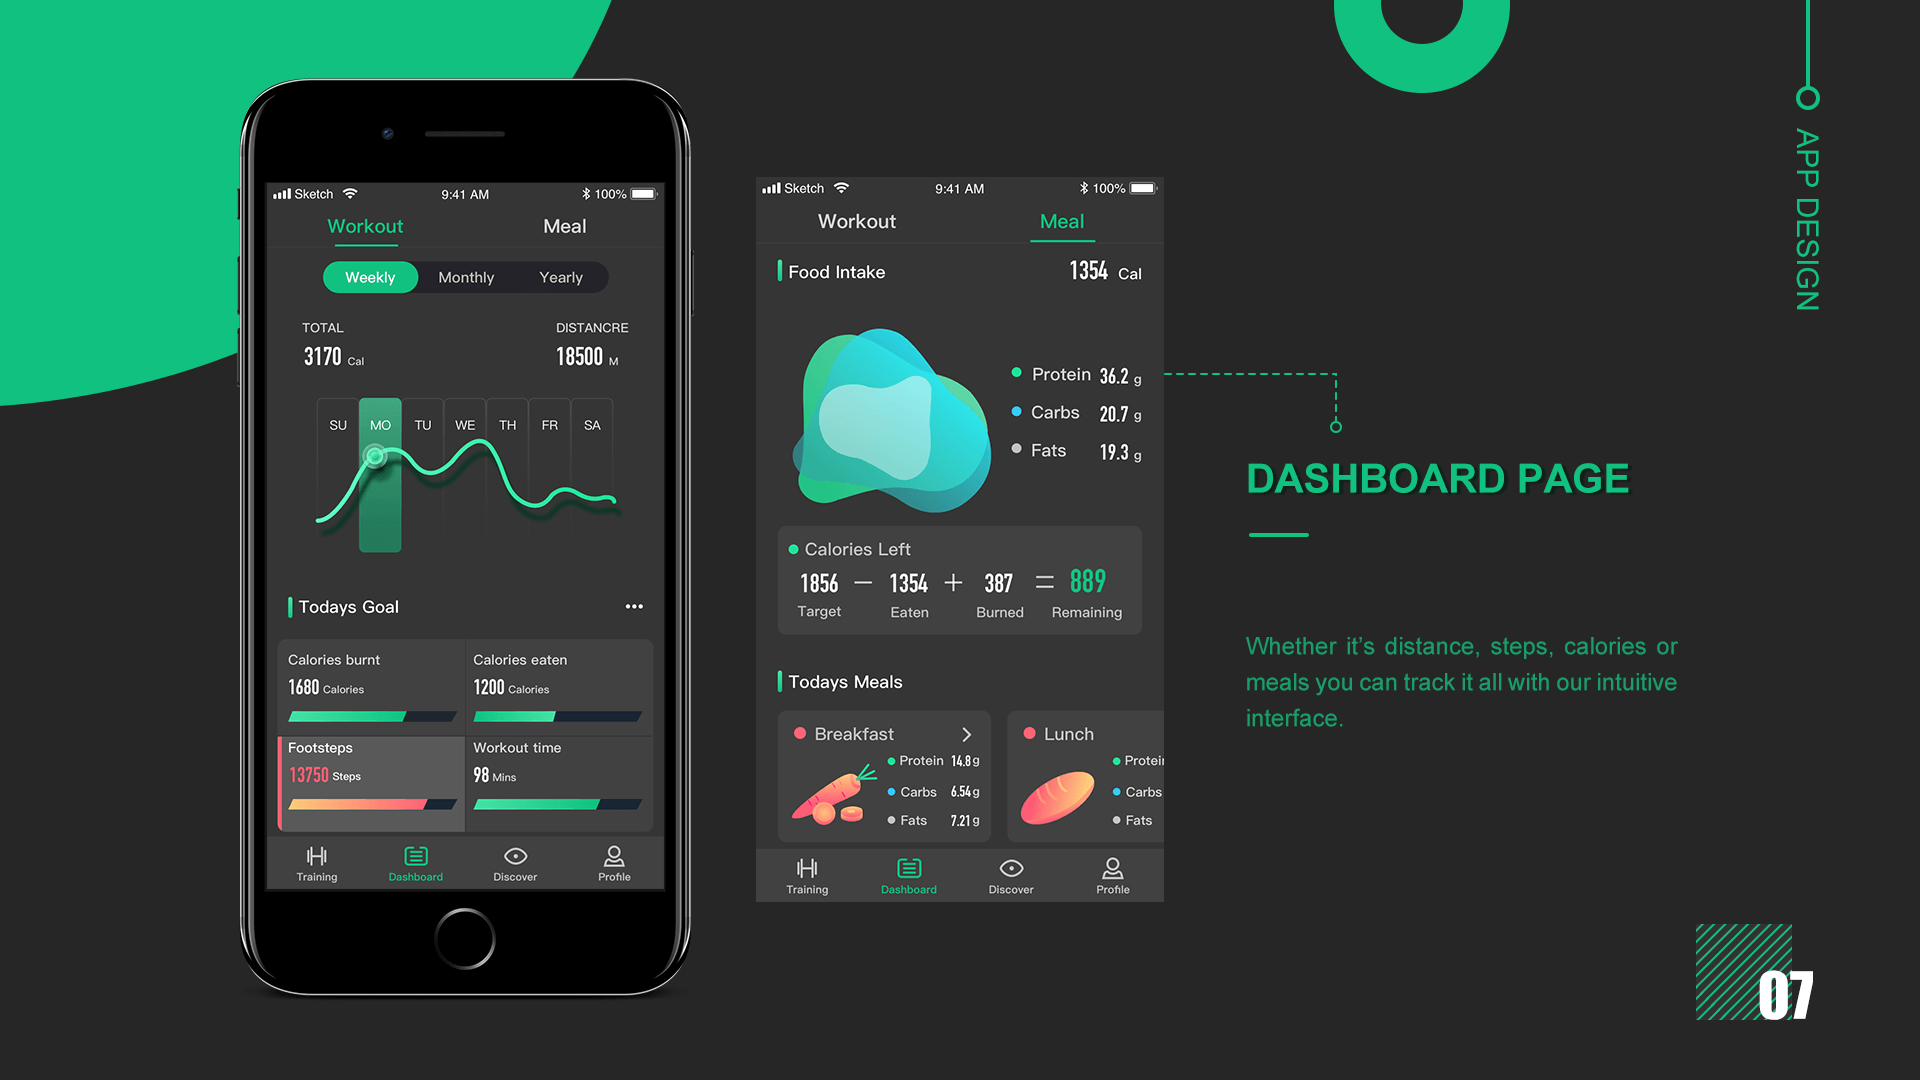 Sketch 9:41 AM 100%
Workout Meal
Weekly Monthly Yearly
TOTAL DISTANCRE
3170 Cal 18500 M
SU MO TU WE TH FR SA
Todays Goal
Calories burnt Calories eaten
1680 Calories 1200 Calories
Footsteps Workout time
13750 Steps 98 Mins
Training Dashboard Discover Profile
Sketch 9:41 AM 100%
Workout Meal
Food Intake 1354 Cal
Protein 36.2 g
Carbs 20.7 g
Fats 19.3 g
Calories Left
1856 — 1354 + 387 = 889
Target Eaten Burned Remaining
Todays Meals
Breakfast
Protein 14.8 g
Carbs 6.54 g
Fats 7.21 g
Lunch
Protei
Carbs
Fats
Training Dashboard Discover Profile
APP DESIGN
DASHBOARD PAGE
Whether it’s distance, steps, calories or
meals you can track it all with our intuitive
interface.
07